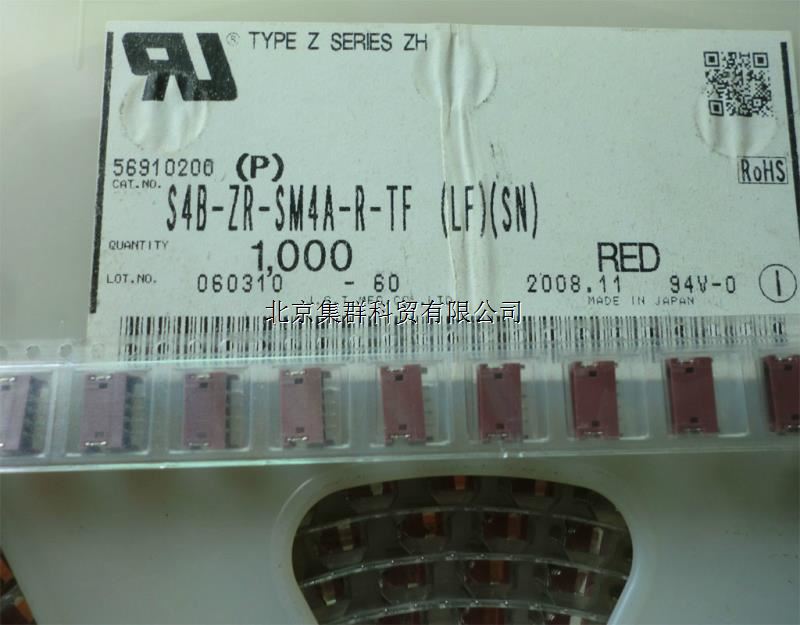 ® TYPE Z SERIES ZH
56910200 (P)
CAT.NO.
S4B-ZR-SM4A-R-TF (LF)(SN)
QUANTITY 1,000 RED
LOT.NO. 060310 - 60 2008.11 94V-0 1
MADE IN JAPAN
RoHS
北京集群科贸有限公司